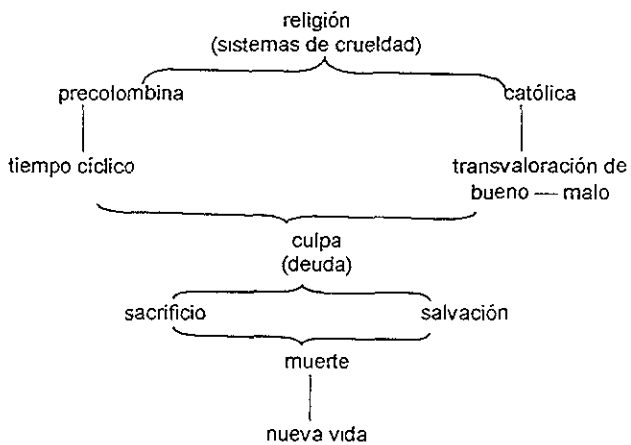 religión
(sistemas de crueldad)
precolombina
católica
tiempo cíclico
transvaloración de
bueno — malo
culpa
(deuda)
sacrificio
salvación
muerte
nueva vida